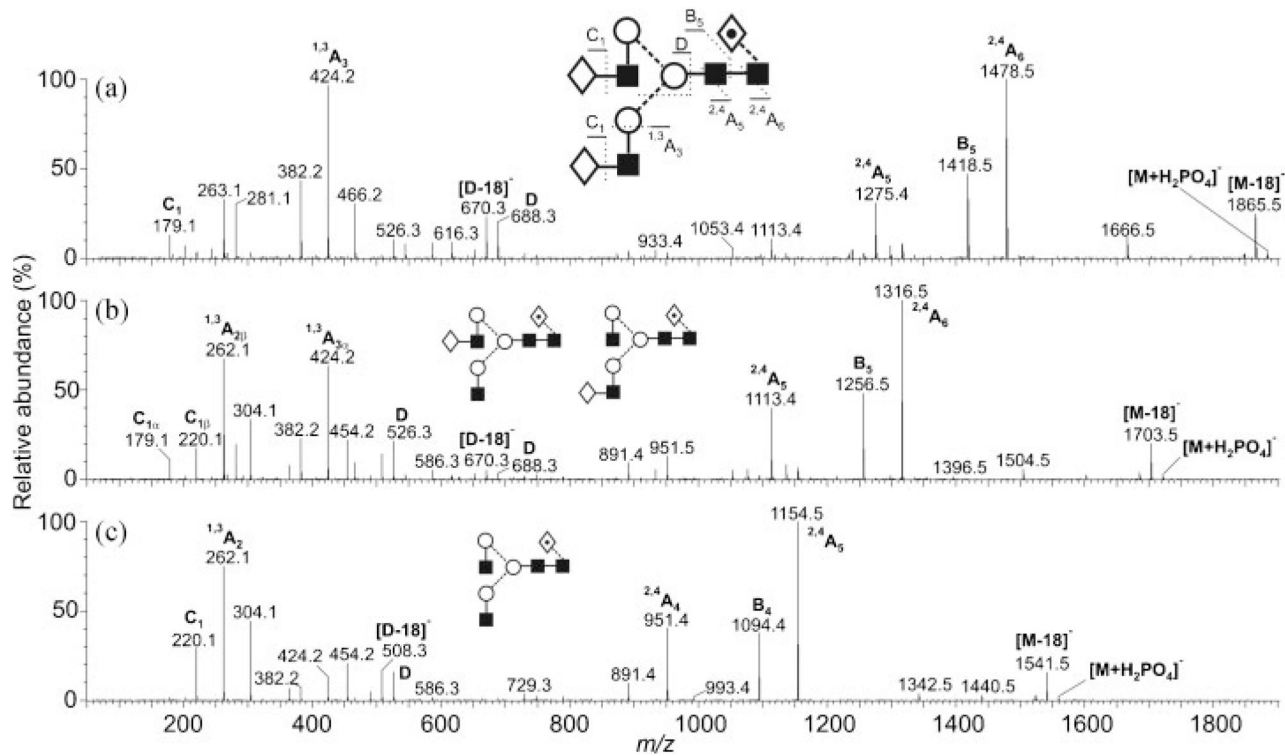 Relative abundance (%)
(a)
100
50
0
C₁
179.1
263.1
281.1
382.2
¹,³A₃
424.2
466.2
526.3
616.3
[D-18]⁻
670.3
D
688.3
933.4
1053.4
1113.4
²,⁴A₅
1275.4
B₅
1418.5
²,⁴A₆
1478.5
1666.5
[M+H₂PO₄]⁻
[M-18]⁻
1865.5
C₁
B₅
D
C₁
¹,³A₃
²,⁴A₅
²,⁴A₆
(b)
100
50
0
C₁α
179.1
C₁β
220.1
¹,³A₂β
262.1
304.1
382.2
¹,³A₃α
424.2
454.2
D
526.3
586.3
[D-18]⁻
670.3
D
688.3
891.4
951.5
²,⁴A₅
1113.4
B₅
1256.5
1316.5
²,⁴A₆
1396.5
1504.5
[M-18]⁻
1703.5
[M+H₂PO₄]⁻
(c)
100
50
0
C₁
220.1
¹,³A₂
262.1
304.1
382.2
424.2
454.2
[D-18]⁻
508.3
D
586.3
729.3
891.4
²,⁴A₄
951.4
993.4
B₄
1094.4
1154.5
²,⁴A₅
1342.5
1440.5
[M-18]⁻
1541.5
[M+H₂PO₄]⁻
200 400 600 800 1000 1200 1400 1600 1800
m/z